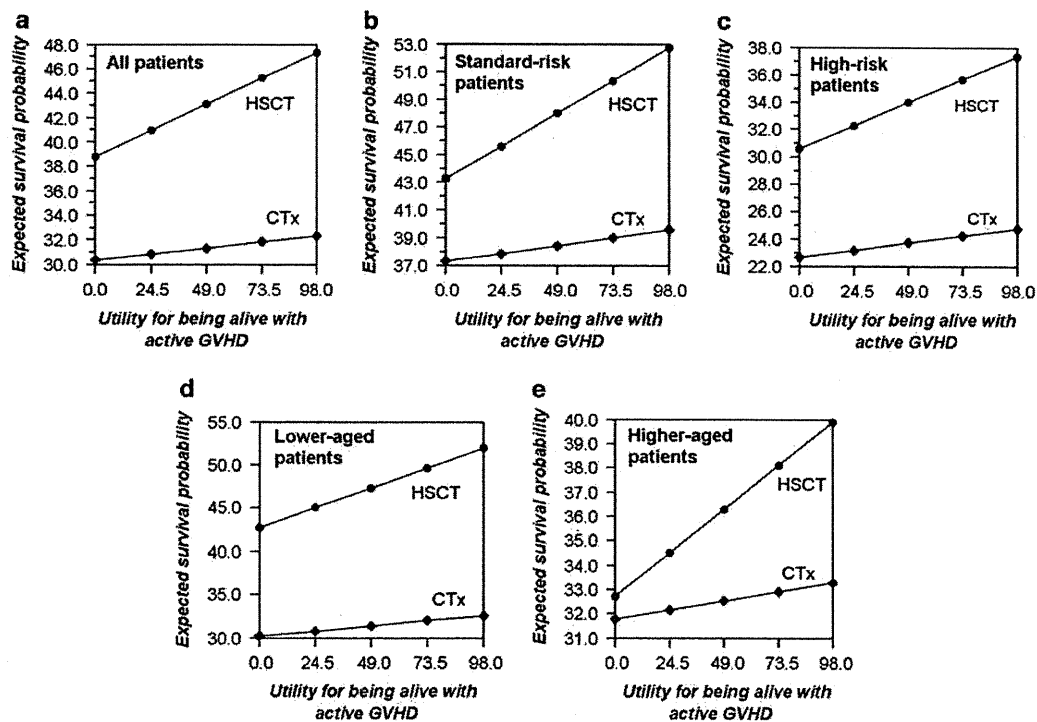 a
All patients
Expected survival probability
48.0
46.0
44.0
42.0
40.0
38.0
36.0
34.0
32.0
30.0
HSCT
CTx
0.0 24.5 49.0 73.5 98.0
Utility for being alive with
active GVHD
b
Standard-risk
patients
Expected survival probability
53.0
51.0
49.0
47.0
45.0
43.0
41.0
39.0
37.0
HSCT
CTx
0.0 24.5 49.0 73.5 98.0
Utility for being alive with
active GVHD
c
High-risk
patients
Expected survival probability
38.0
36.0
34.0
32.0
30.0
28.0
26.0
24.0
22.0
HSCT
CTx
0.0 24.5 49.0 73.5 98.0
Utility for being alive with
active GVHD
d
Lower-aged
patients
Expected survival probability
55.0
50.0
45.0
40.0
35.0
30.0
HSCT
CTx
0.0 24.5 49.0 73.5 98.0
Utility for being alive with
active GVHD
e
Higher-aged
patients
Expected survival probability
40.0
39.0
38.0
37.0
36.0
35.0
34.0
33.0
32.0
31.0
HSCT
CTx
0.0 24.5 49.0 73.5 98.0
Utility for being alive with
active GVHD